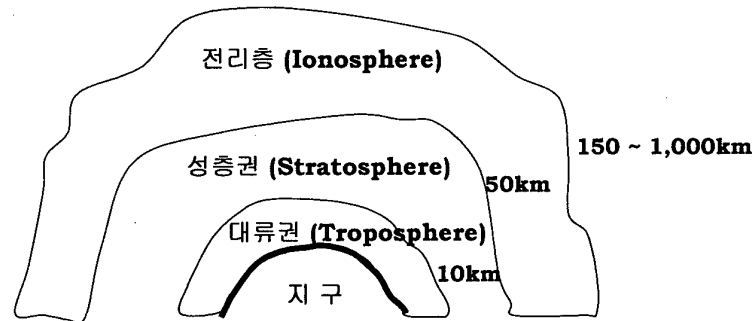 전리층 (Ionosphere)
150 ~ 1,000km
성층권 (Stratosphere)
50km
대류권 (Troposphere)
10km
지 구